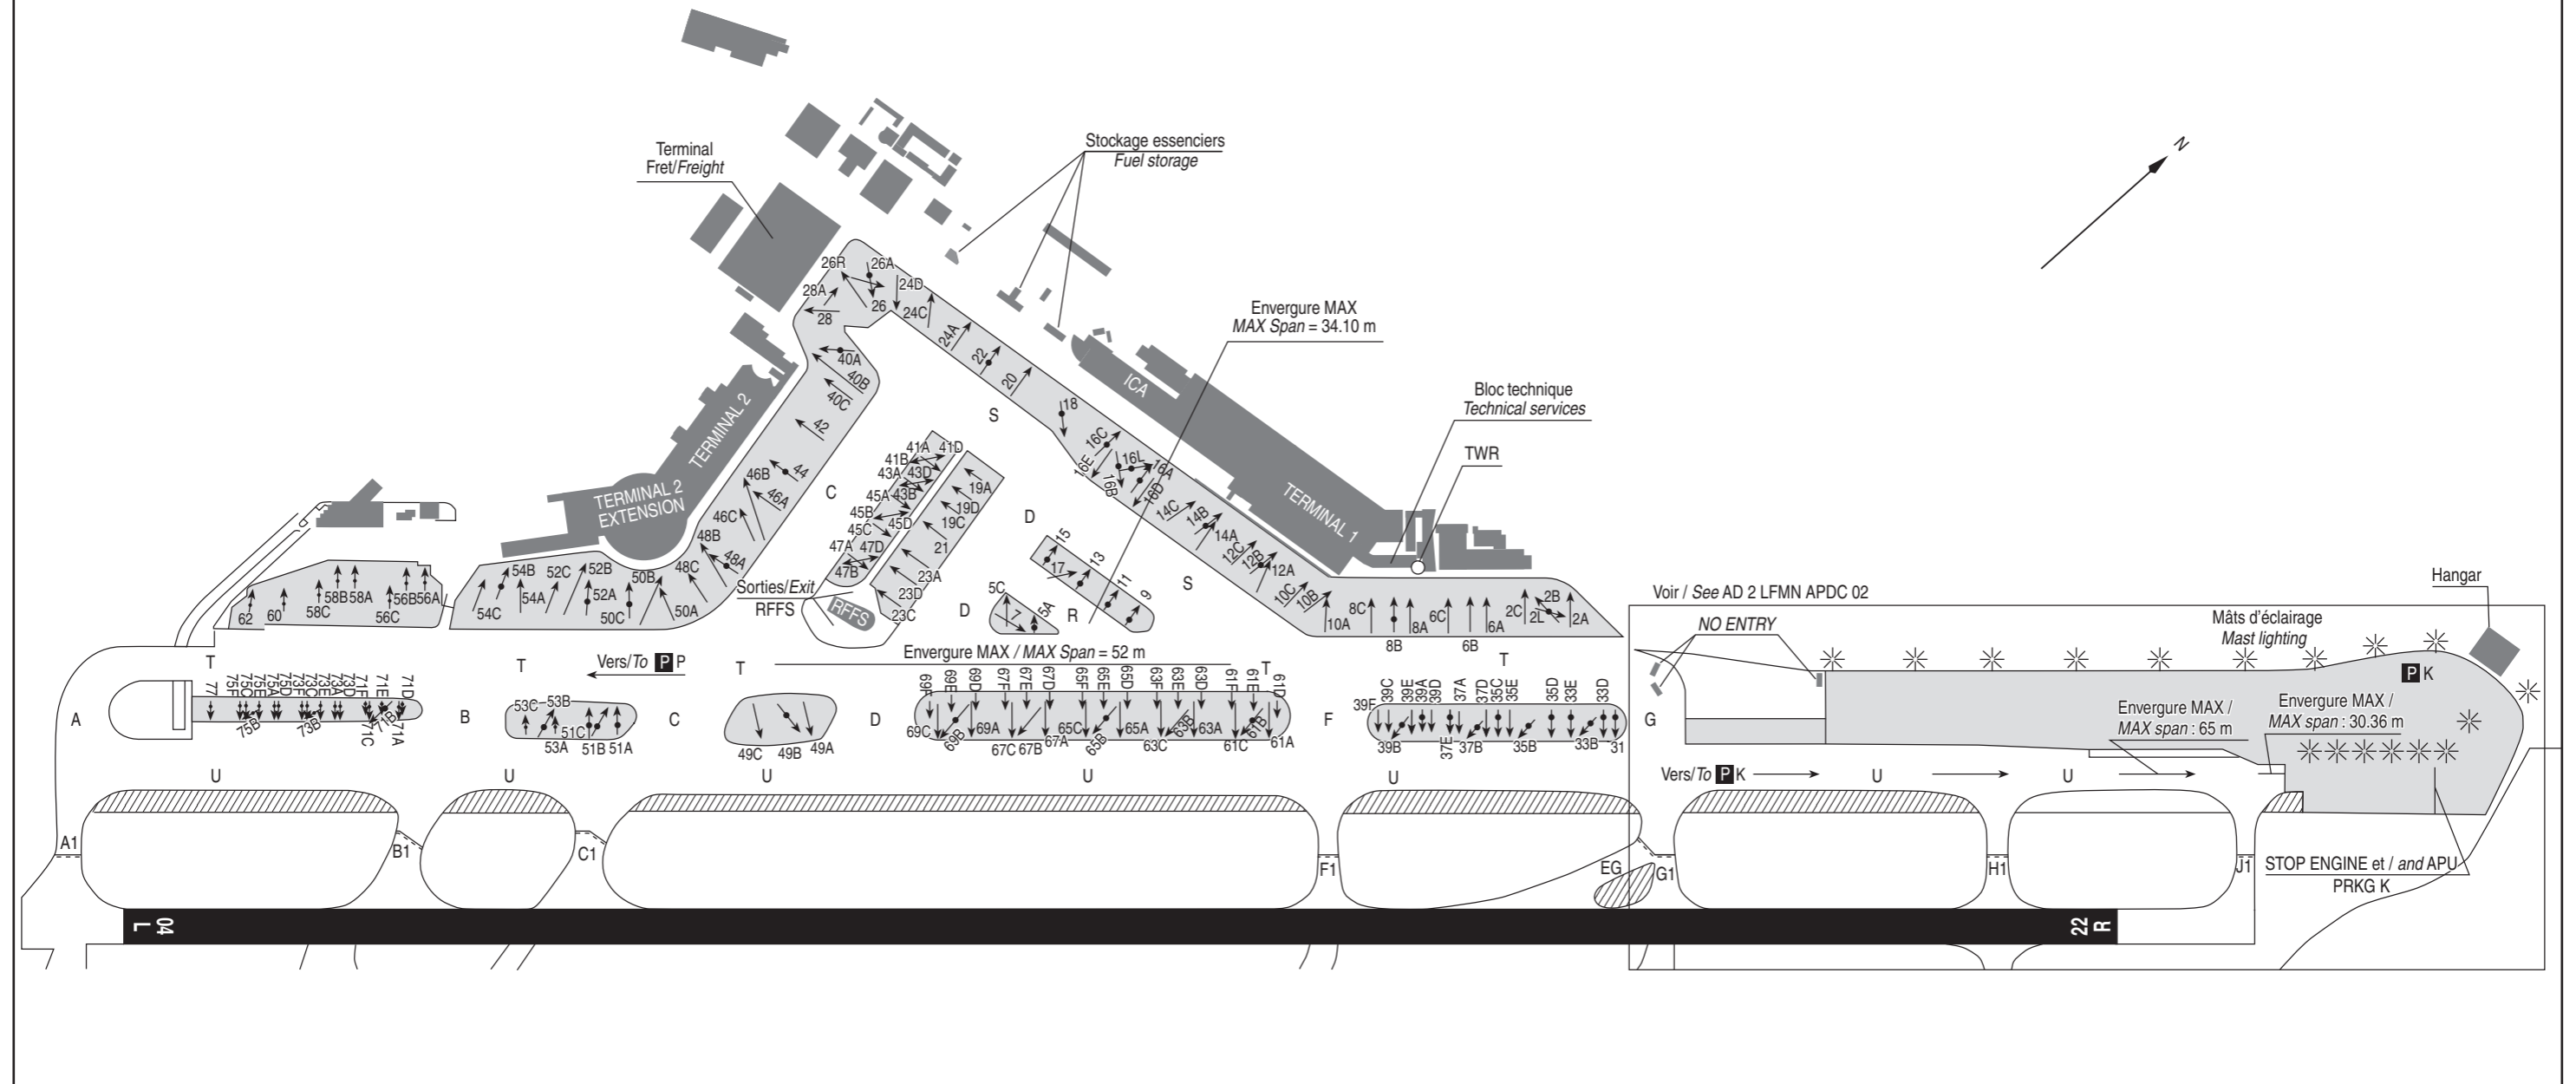 Terminal
Fret/Freight
Stockage essenciers
Fuel storage
N
26R
26A
24D
28A
26
28
24C
24A
22
20
40A
40B
40C
42
44
46B
46A
46C
48B
48A
48C
50A
TERMINAL 2
TERMINAL 2
EXTENSION
Envergure MAX
MAX Span = 34.10 m
ICA
TERMINAL 1
Bloc technique
Technical services
TWR
S
18
16C
16E
16L
16A
16B
16D
14C
14B
14A
12C
12B
12A
10C
10B
10A
8C
8B
8A
6C
6B
6A
2C
2L
2B
2A
C
41A
41D
41B
43A
43D
43B
45A
45B
45C
45D
47A
47D
47B
19A
19D
19C
21
23A
23D
23C
D
15
17
13
11
9
S
5C
7
5A
D
R
Sorties/Exit
RFFS
RFFS
62
60
58C
58B
58A
56C
56B
56A
54C
54B
54A
52C
52B
52A
50C
50B
Voir / See AD 2 LFMN APDC 02
NO ENTRY
Mâts d'éclairage
Mast lighting
Hangar
P K
Envergure MAX /
MAX span : 65 m
Envergure MAX /
MAX span : 30.36 m
T
T
Vers/To P P
T
Envergure MAX / MAX Span = 52 m
T
T
77
75F
75C
75E
75A
75D
73F
73C
73E
73A
73D
71F
71E
71D
75B
73B
71C
71B
71A
A
B
53C
53B
51C
53A
51B
51A
C
49C
49B
49A
D
69F
69E
69D
67F
67E
67D
65F
65E
65D
63F
63E
63D
61F
61E
61D
69C
69B
69A
67C
67B
67A
65C
65B
65A
63C
63B
63A
61C
61B
61A
F
39F
39C
39E
39A
39D
37A
37D
35C
35E
35D
33E
33D
39B
37E
37B
35B
33B
31
G
U
U
U
U
U
Vers/To P K
U
U
A1
B1
C1
F1
EG
G1
H1
J1
STOP ENGINE et / and APU
PRKG K
04
L
22
R